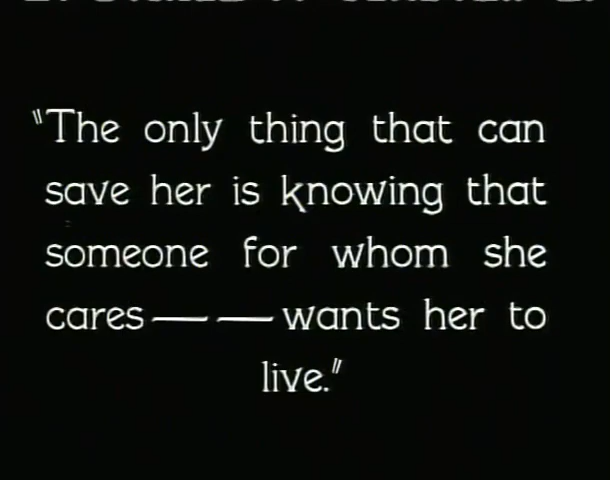 "The only thing that can
save her is knowing that
someone for whom she
cares — — wants her to
live."